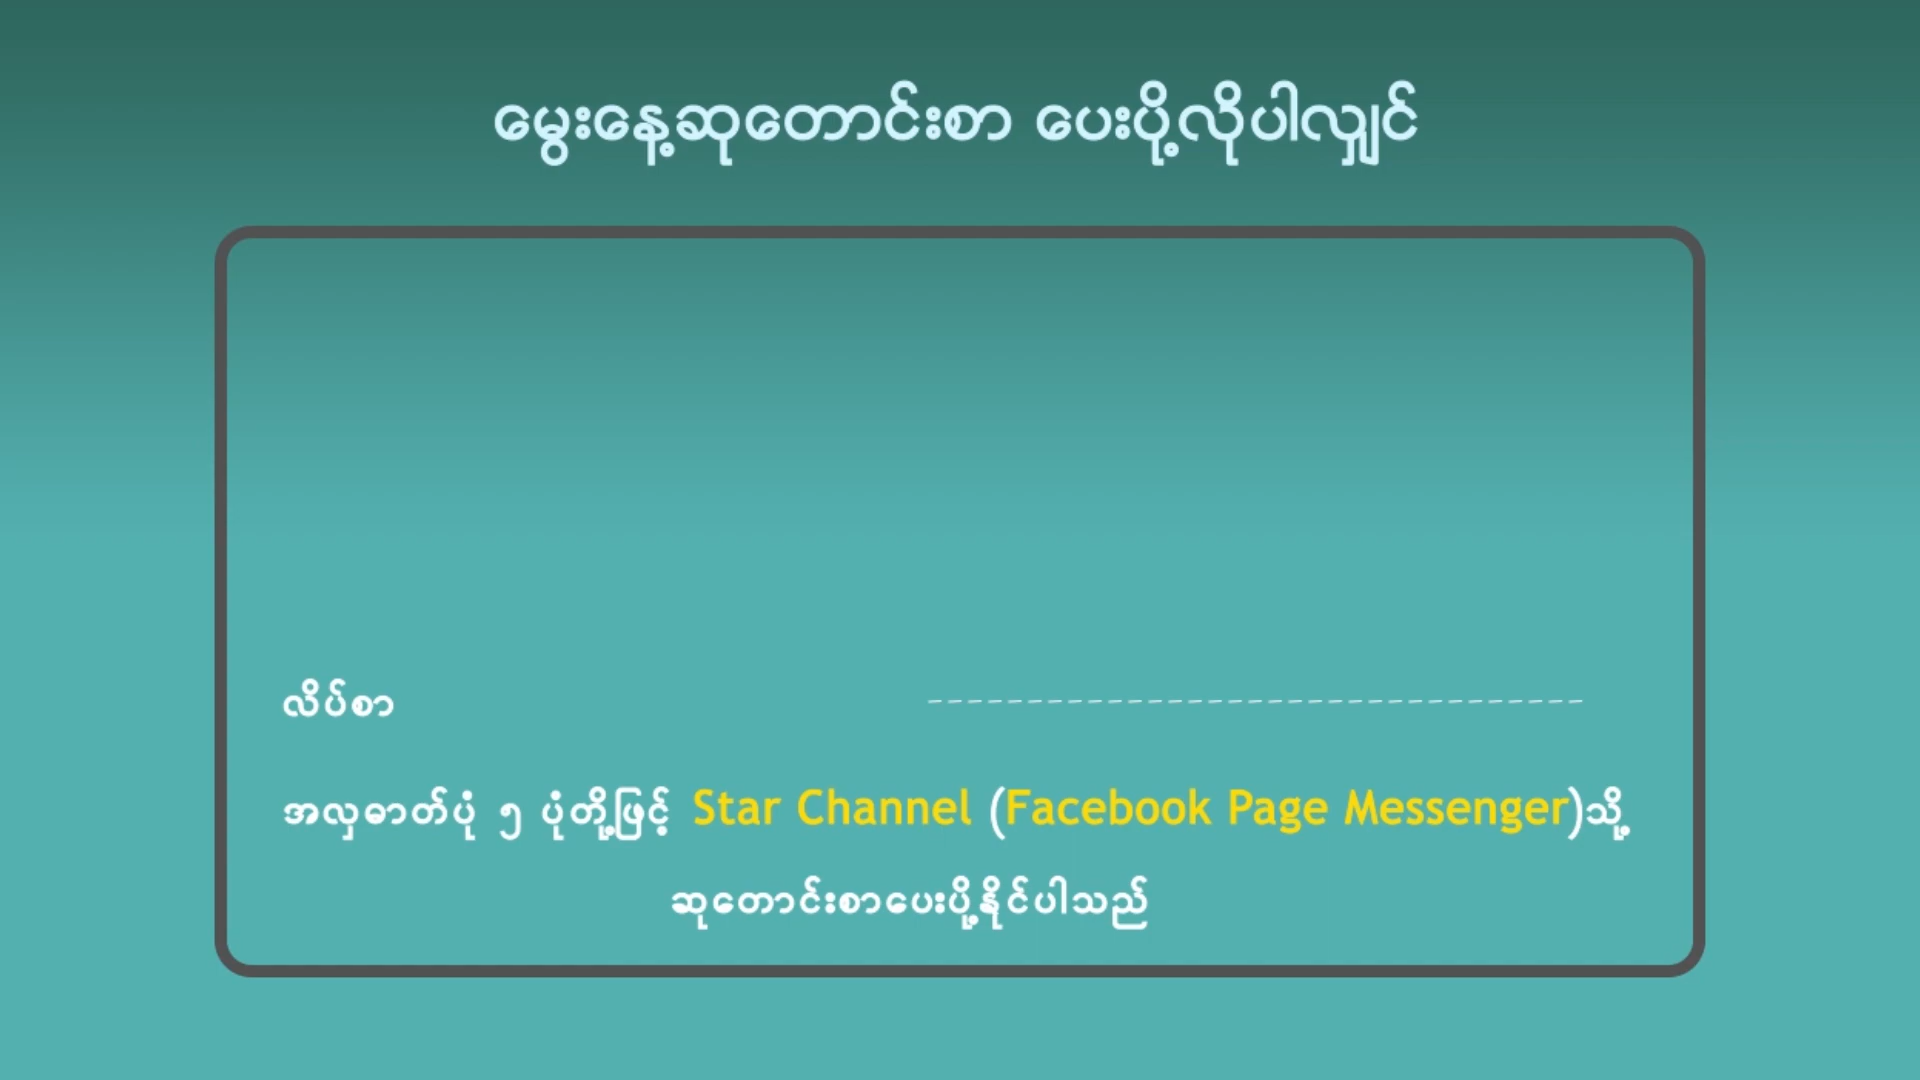 မွေးနေ့ဆုတောင်းစာ ပေးပို့လိုပါလျှင်
လိပ်စာ ---------------------------------
အလှဓာတ်ပုံ ၅ ပုံတို့ဖြင့် Star Channel (Facebook Page Messenger)သို့
ဆုတောင်းစာပေးပို့နိုင်ပါသည်